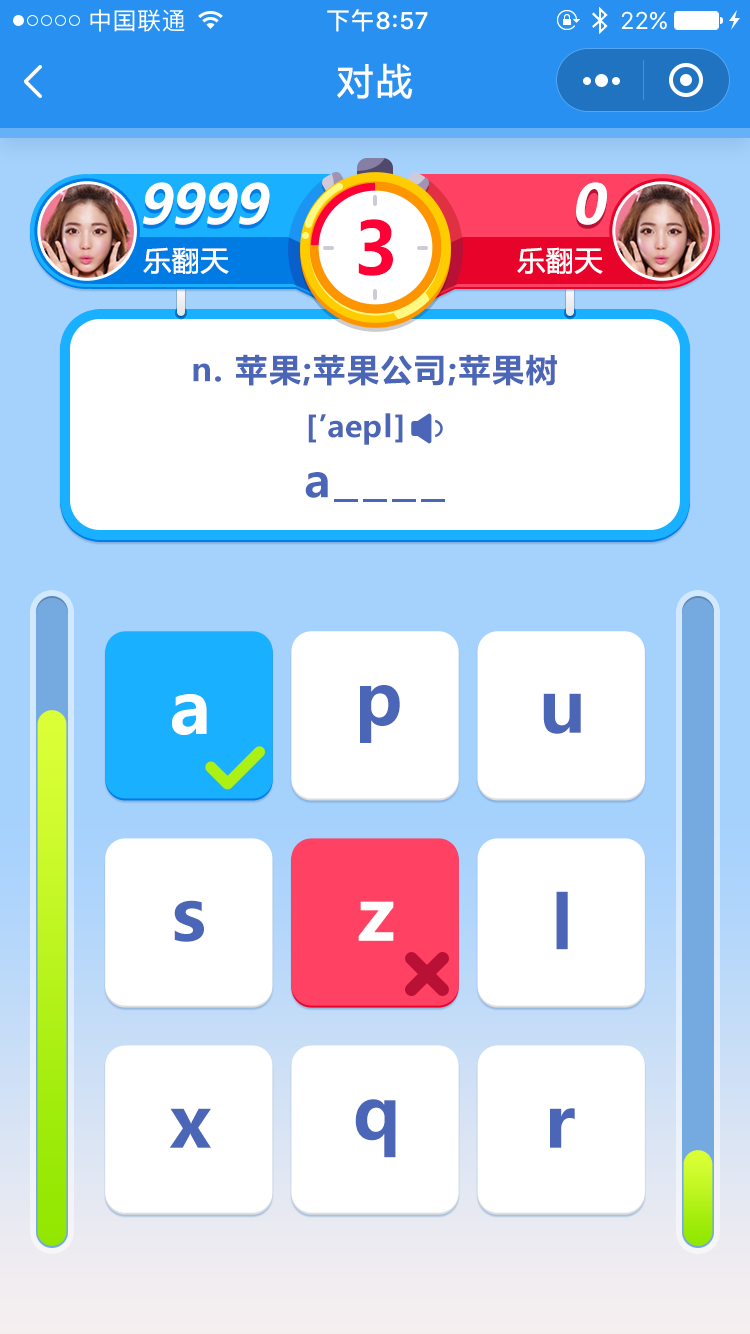 中国联通 下午8:57 22%
对战
9999 3 0
乐翻天 乐翻天
n. 苹果;苹果公司;苹果树
[′aepl]
a____
a p u
s z l
x q r